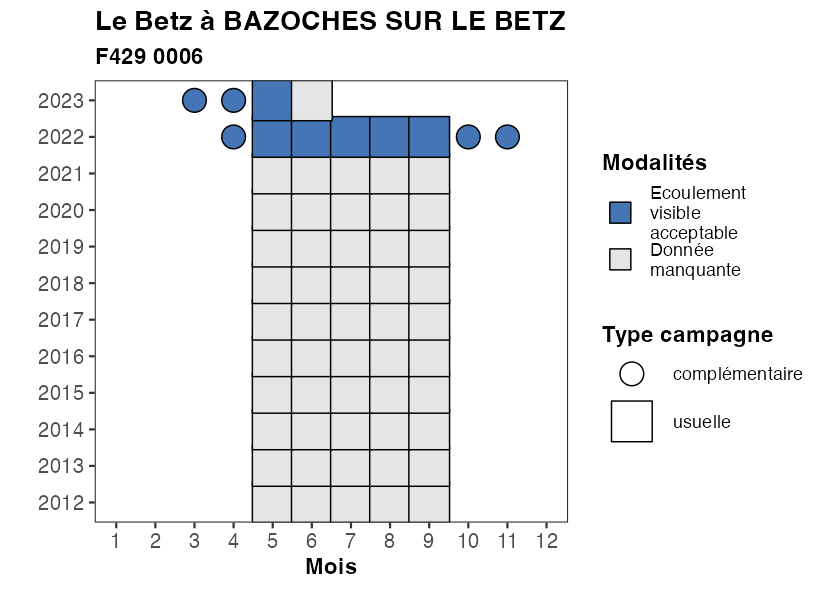 Le Betz à BAZOCHES SUR LE BETZ
F429 0006
2023
2022
2021
2020
2019
2018
2017
2016
2015
2014
2013
2012
1 2 3 4 5 6 7 8 9 10 11 12
Mois
Modalités
Ecoulement
visible
acceptable
Donnée
manquante
Type campagne
complémentaire
usuelle